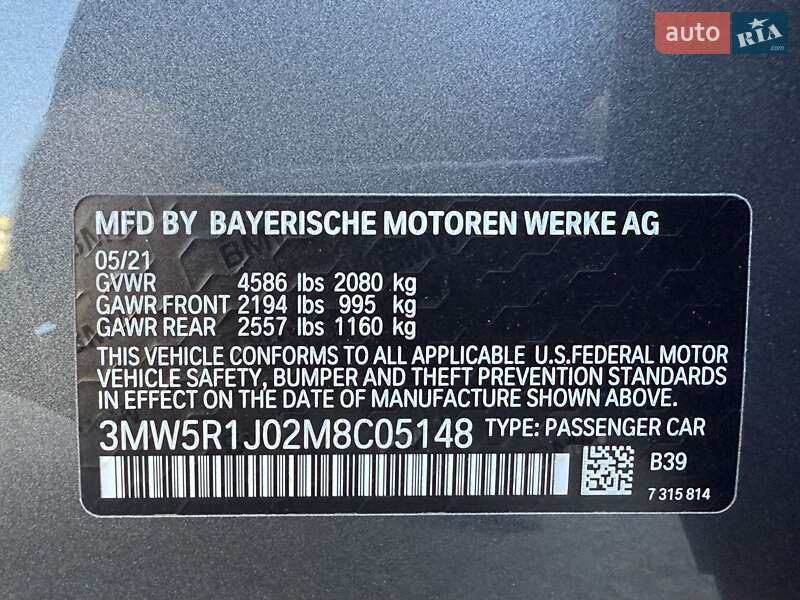 auto RIA.com
MFD BY BAYERISCHE MOTOREN WERKE AG
05/21
GVWR 4586 lbs 2080 kg
GAWR FRONT 2194 lbs 995 kg
GAWR REAR 2557 lbs 1160 kg
THIS VEHICLE CONFORMS TO ALL APPLICABLE U.S.FEDERAL MOTOR
VEHICLE SAFETY, BUMPER AND THEFT PREVENTION STANDARDS
IN EFFECT ON THE DATE OF MANUFACTURE SHOWN ABOVE.
3MW5R1J02M8C05148 TYPE: PASSENGER CAR
B39
7 315 814